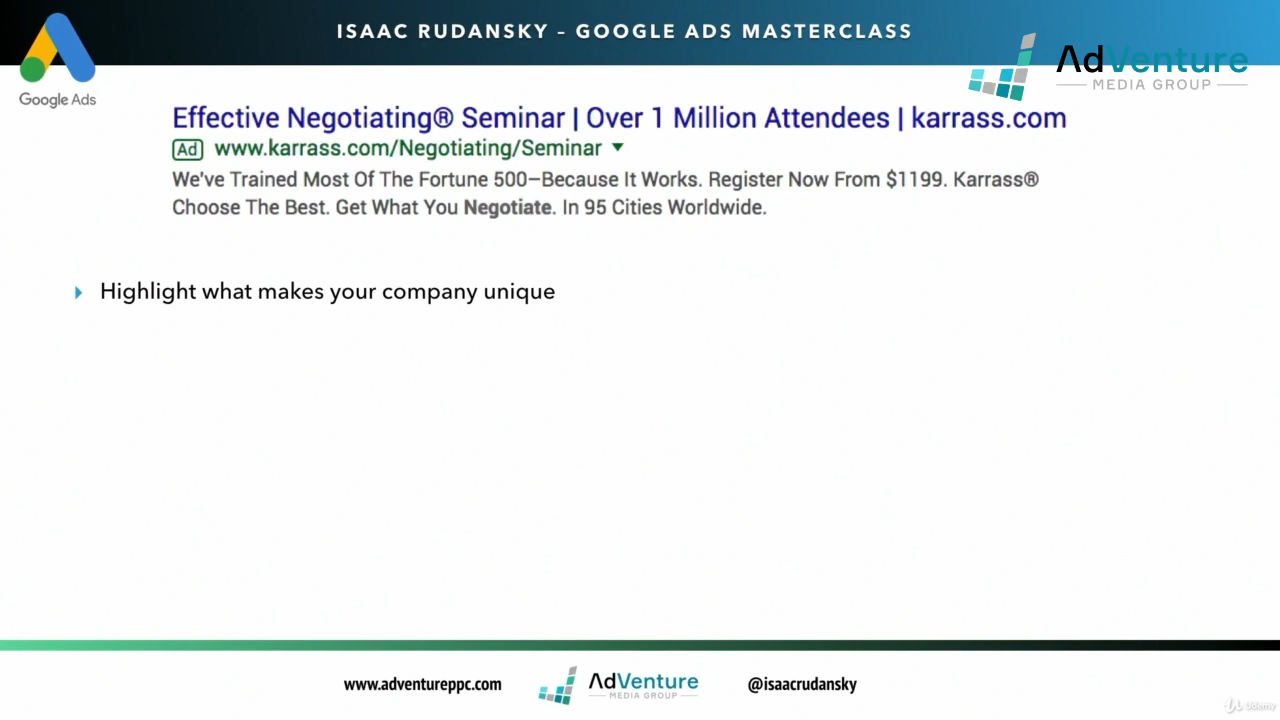 ISAAC RUDANSKY – GOOGLE ADS MASTERCLASS
AdVenture
MEDIA GROUP
Google Ads
Effective Negotiating® Seminar | Over 1 Million Attendees | karrass.com
Ad www.karrass.com/Negotiating/Seminar
We've Trained Most Of The Fortune 500–Because It Works. Register Now From $1199. Karrass®
Choose The Best. Get What You Negotiate. In 95 Cities Worldwide.
Highlight what makes your company unique
www.adventureppc.com
AdVenture
MEDIA GROUP
@isaacrudansky
Udemy